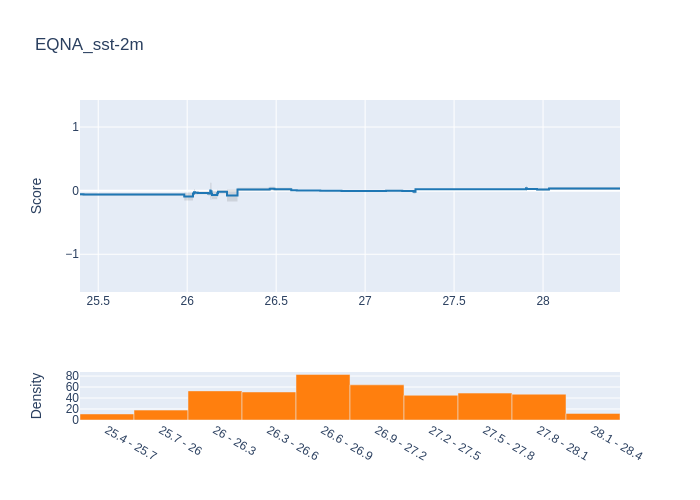 EQNA_sst-2m
1
0
−1
Score
25.5 26 26.5 27 27.5 28
80
60
40
20
0
Density
25.4 - 25.7
25.7 - 26
26 - 26.3
26.3 - 26.6
26.6 - 26.9
26.9 - 27.2
27.2 - 27.5
27.5 - 27.8
27.8 - 28.1
28.1 - 28.4